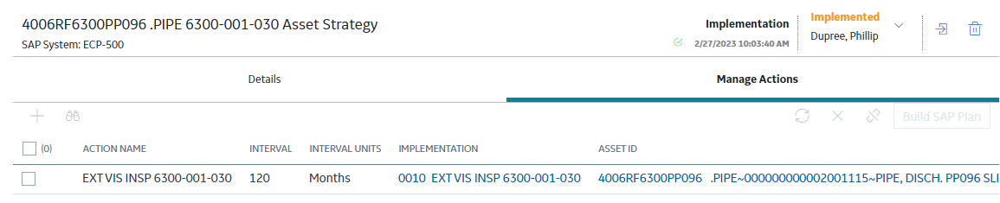 4006RF6300PP096 .PIPE 6300-001-030 Asset Strategy
SAP System: ECP-500
Implementation
2/27/2023 10:03:40 AM
Implemented
Dupree, Phillip
Details
Manage Actions
Build SAP Plan
(0) ACTION NAME INTERVAL INTERVAL UNITS IMPLEMENTATION ASSET ID
EXT VIS INSP 6300-001-030 120 Months 0010 EXT VIS INSP 6300-001-030 4006RF6300PP096 .PIPE~000000000002001115~PIPE, DISCH. PP096 SLI